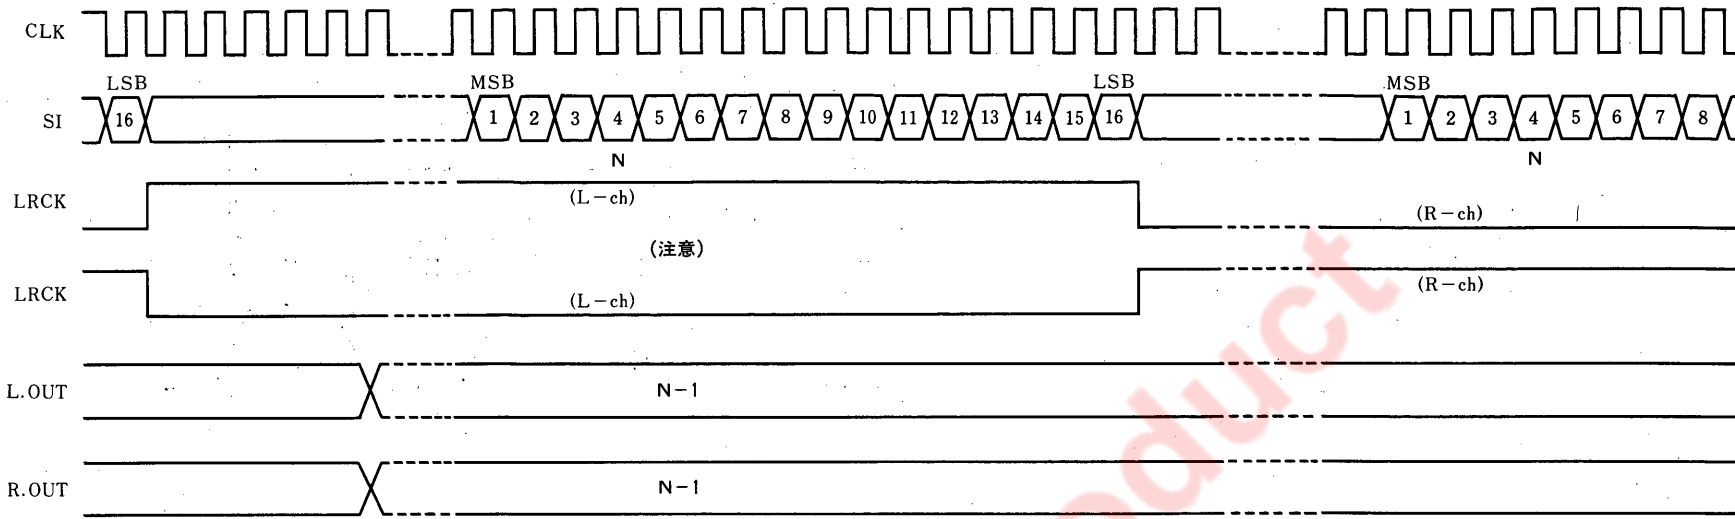 CLK
LSB MSB LSB MSB
SI 16 1 2 3 4 5 6 7 8 9 10 11 12 13 14 15 16 1 2 3 4 5 6 7 8
N N
LRCK (L-ch) (R-ch)
(注意)
LRCK (L-ch) (R-ch)
L.OUT N-1
R.OUT N-1
oduct